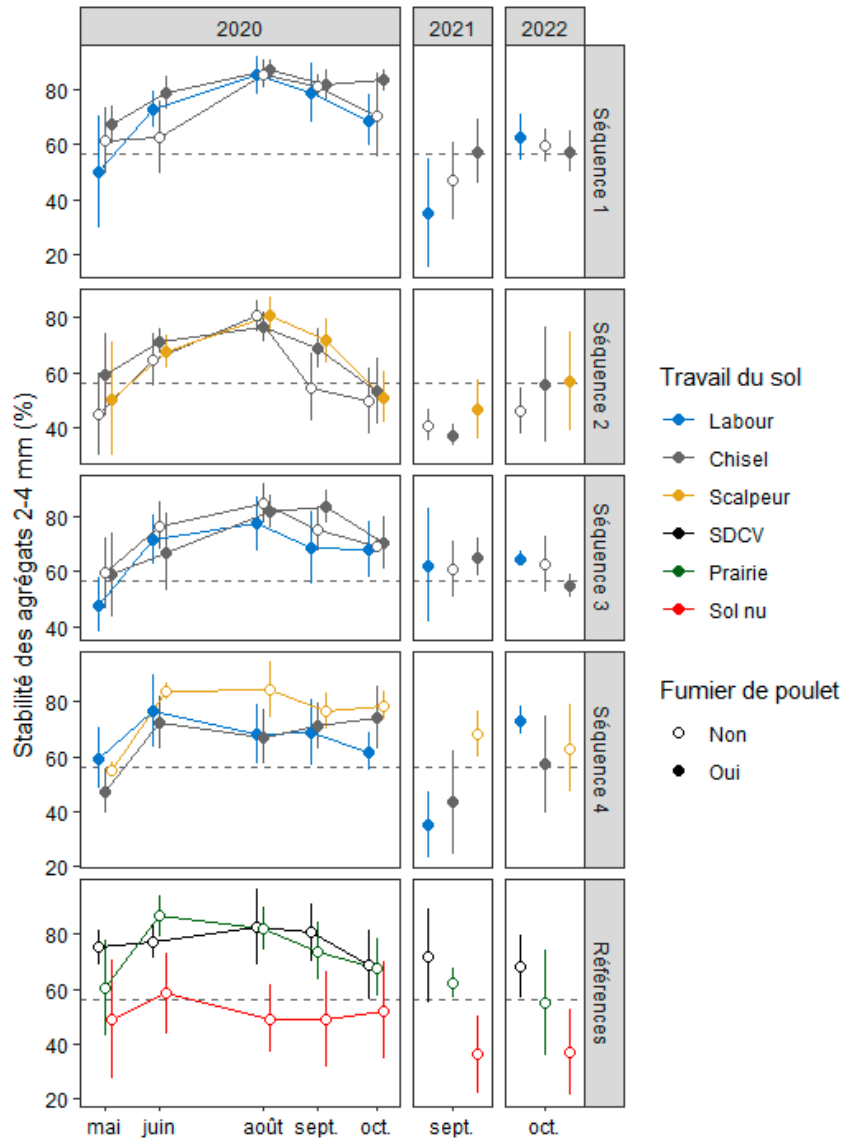 2020
2021
2022
Stabilité des agrégats 2-4 mm (%)
80
60
40
20
Séquence 1
80
60
40
Séquence 2
80
60
40
Séquence 3
80
60
40
20
Séquence 4
80
60
40
20
Références
mai
juin
août
sept.
oct.
sept.
oct.
Travail du sol
Labour
Chisel
Scalpeur
SDCV
Prairie
Sol nu
Fumier de poulet
Non
Oui